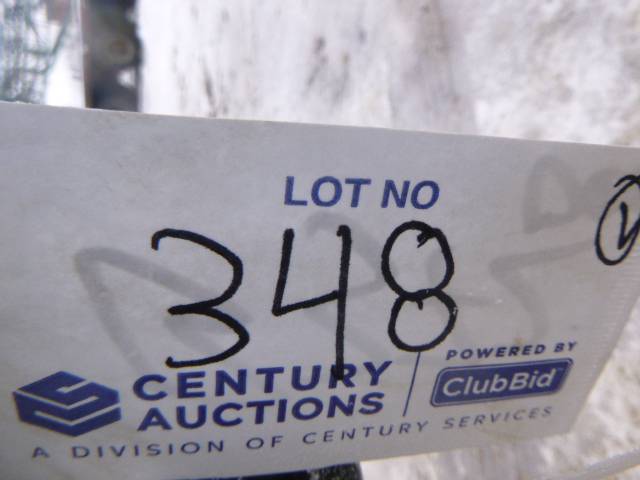 LOT NO
348
CENTURY
AUCTIONS
POWERED BY
ClubBid
A DIVISION OF CENTURY SERVICES